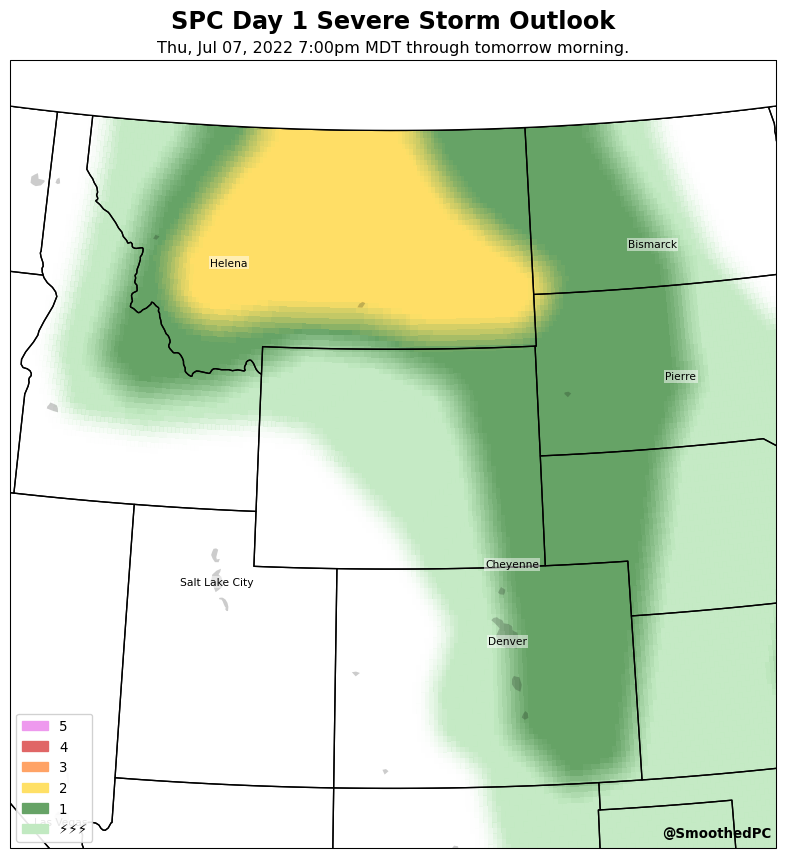 SPC Day 1 Severe Storm Outlook
Thu, Jul 07, 2022 7:00pm MDT through tomorrow morning.
Bismarck
Helena
Pierre
Cheyenne
Salt Lake City
Denver
5
4
3
2
1
⚡⚡⚡
@SmoothedPC